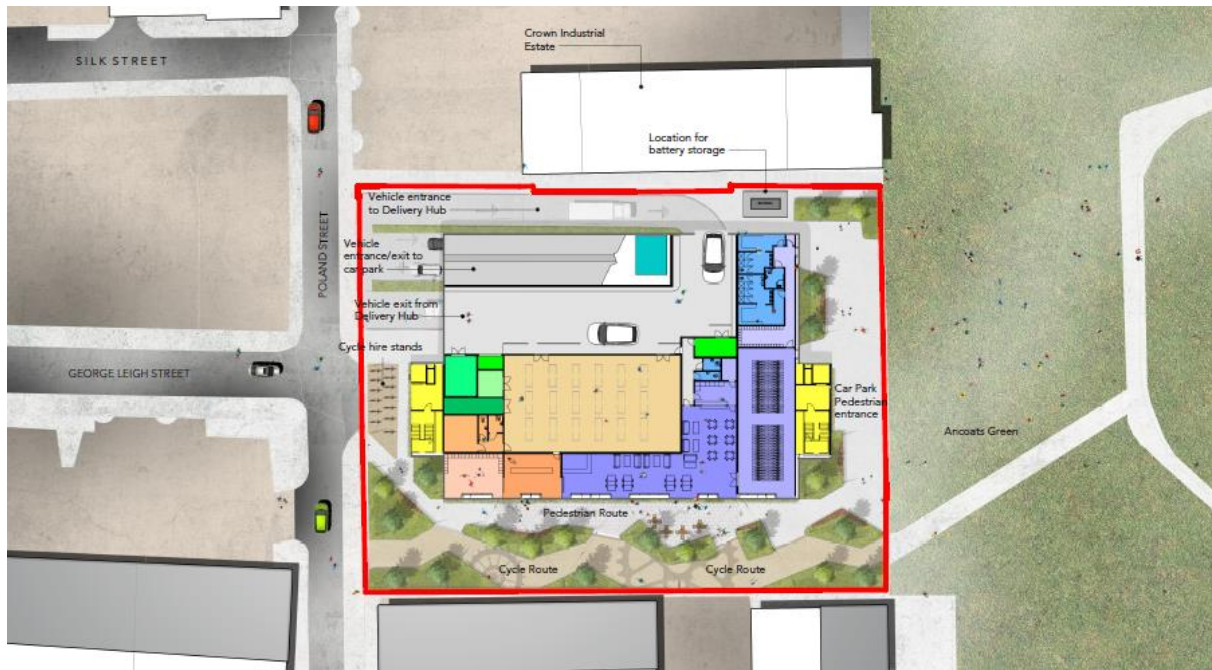 Crown Industrial
Estate
SILK STREET
Location for
battery storage
Vehicle entrance
to Delivery Hub
POLAND STREET
Vehicle
entrance/exit to
car park
Vehicle exit from
Delivery Hub
Cycle hire stands
GEORGE LEIGH STREET
Car Park
Pedestrian
entrance
Ancoats Green
Pedestrian Route
Cycle Route
Cycle Route